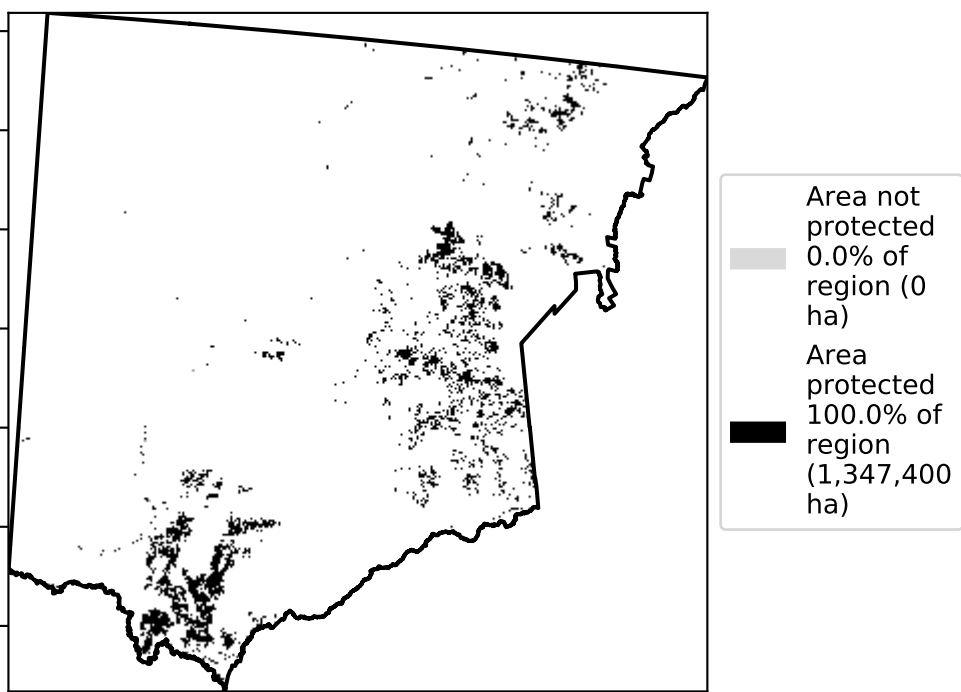 Area not
protected
0.0% of
region (0
ha)
Area
protected
100.0% of
region
(1,347,400
ha)